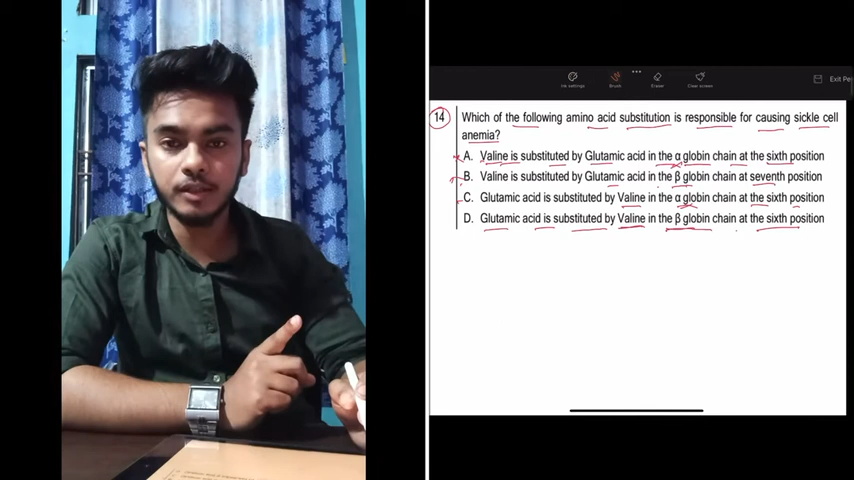 Ink settings
Brush
Eraser
Clear screen
Exit Pe
14
Which of the following amino acid substitution is responsible for causing sickle cell
anemia?
A. Valine is substituted by Glutamic acid in the α globin chain at the sixth position
B. Valine is substituted by Glutamic acid in the β globin chain at seventh position
C. Glutamic acid is substituted by Valine in the α globin chain at the sixth position
D. Glutamic acid is substituted by Valine in the β globin chain at the sixth position